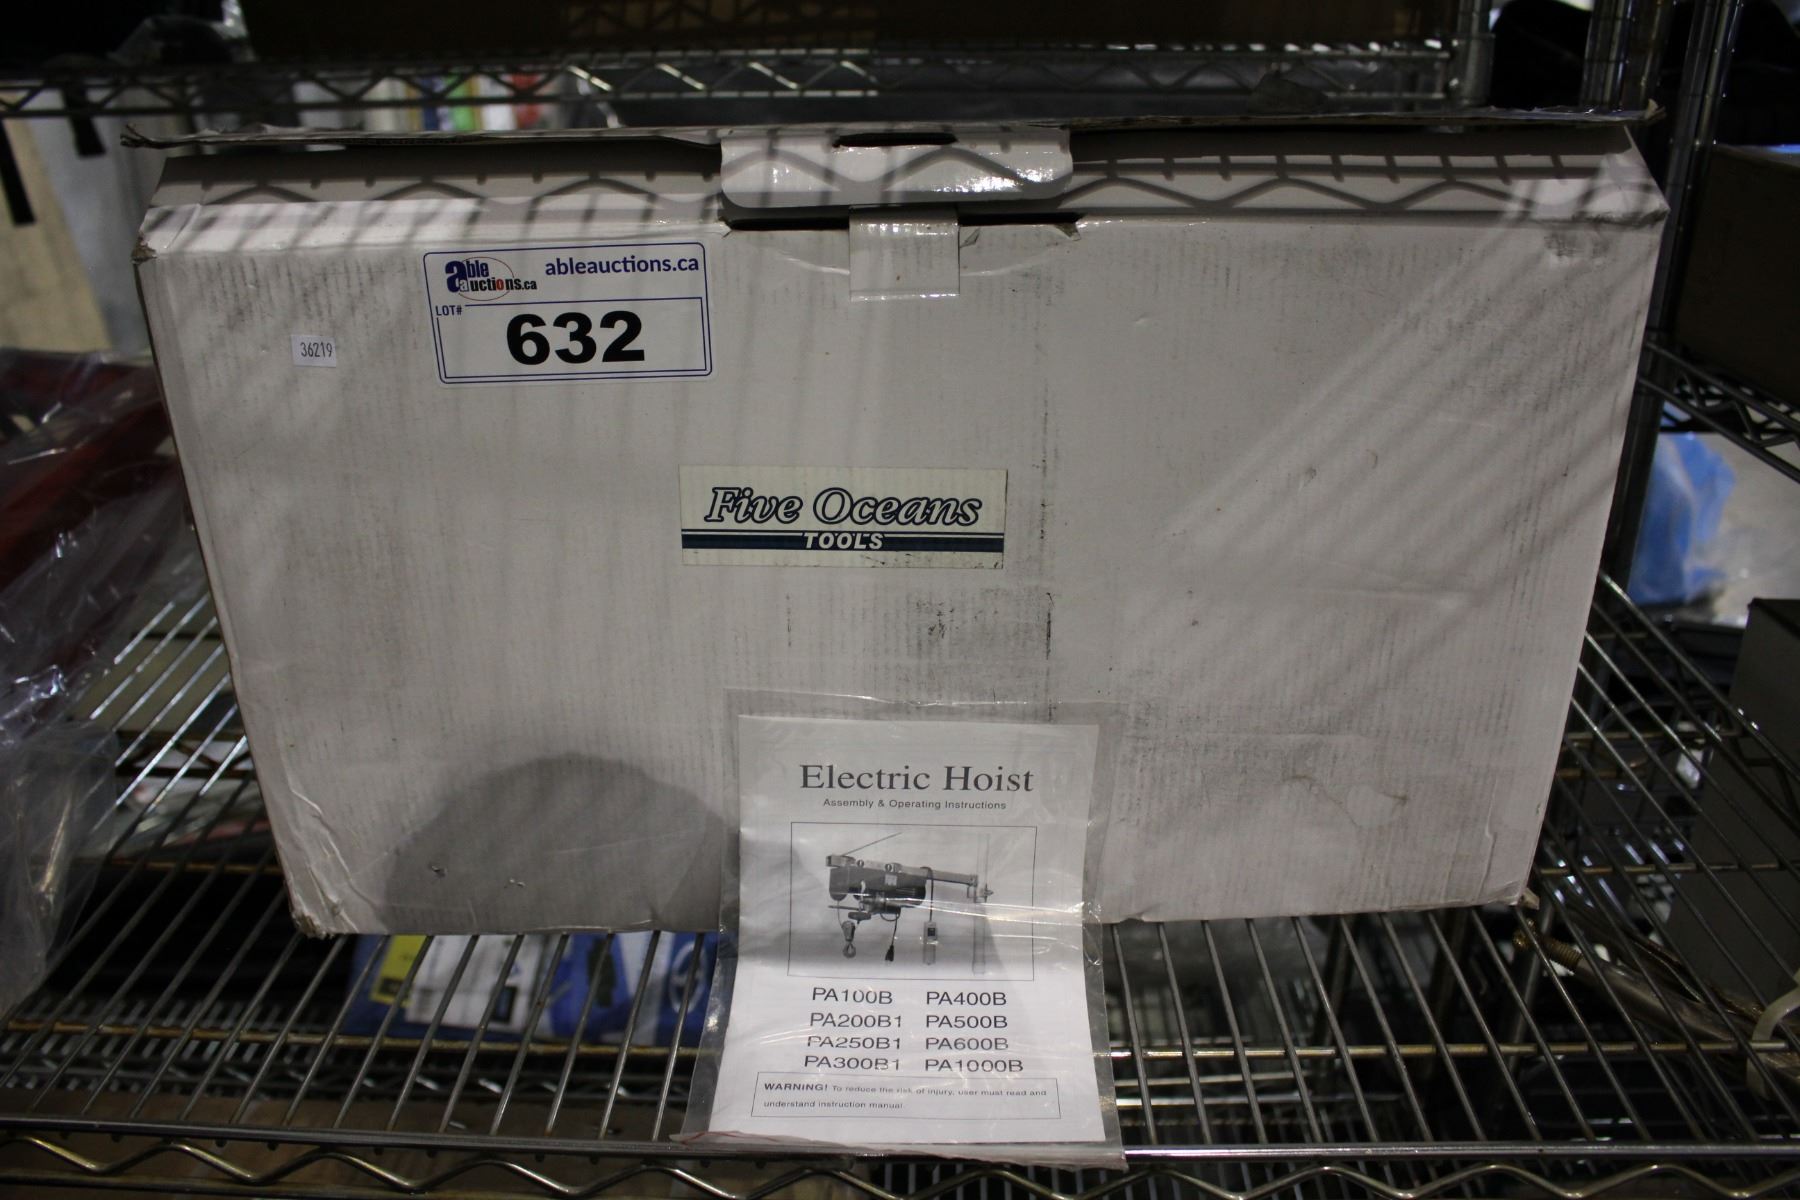 able auctions.ca
ableauctions.ca
LOT#
632
36219
Five Oceans
TOOLS
Electric Hoist
Assembly & Operating Instructions
PA100B PA400B
PA200B1 PA500B
PA250B1 PA600B
PA300B1 PA1000B
WARNING! To reduce the risk of injury, user must read and
understand instruction manual.